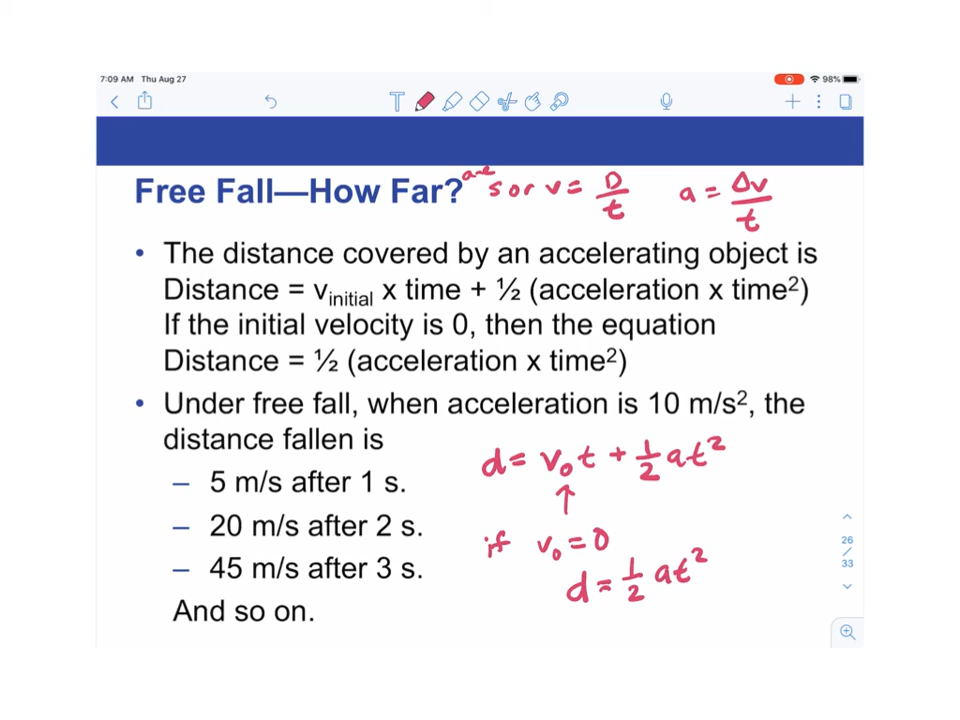 7:09 AM Thu Aug 27 98%
T
ave
Free Fall—How Far? s or v = D/t a = Δv/t
• The distance covered by an accelerating object is
Distance = vinitial x time + ½ (acceleration x time²)
If the initial velocity is 0, then the equation
Distance = ½ (acceleration x time²)
• Under free fall, when acceleration is 10 m/s², the
distance fallen is
d = v₀t + ½at²
– 5 m/s after 1 s.
– 20 m/s after 2 s.
if v₀ = 0
– 45 m/s after 3 s.
d = ½ at²
And so on.
26
/
33